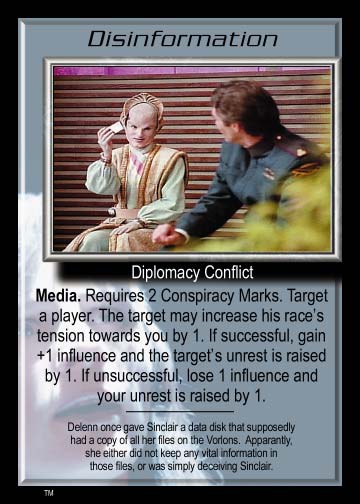 Disinformation
Diplomacy Conflict
Media. Requires 2 Conspiracy Marks. Target
a player. The target may increase his race's
tension towards you by 1. If successful, gain
+1 influence and the target's unrest is raised
by 1. If unsuccessful, lose 1 influence and
your unrest is raised by 1.
Delenn once gave Sinclair a data disk that supposedly
had a copy of all her files on the Vorlons. Apparantly,
she either did not keep any vital information in
those files, or was simply deceiving Sinclair.
TM